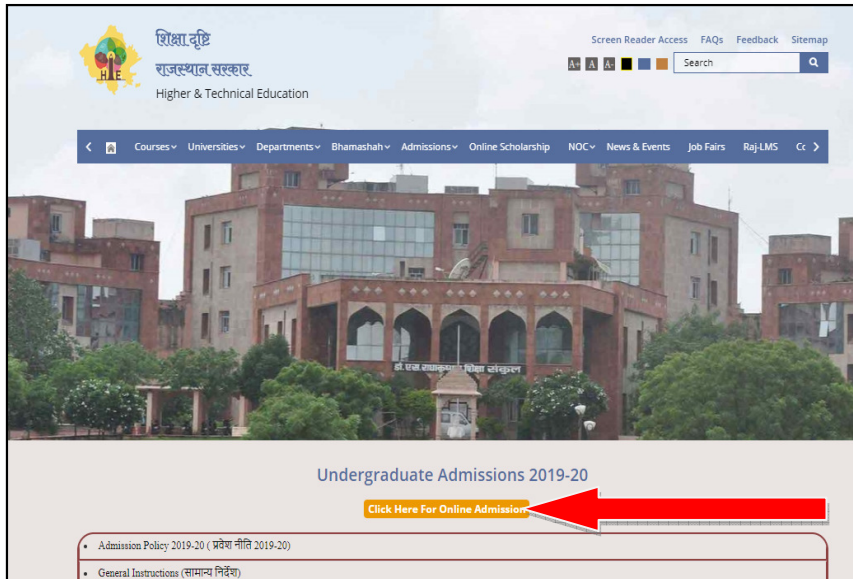 शिक्षा दृष्टि
राजस्थान सरकार
Higher & Technical Education
HTE
Screen Reader Access FAQs Feedback Sitemap
A+ A A- Search
Courses Universities Departments Bhamashah Admissions Online Scholarship NOC News & Events Job Fairs Raj-LMS Cc
डॉ. एस. राधाकृष्णन शिक्षा संकुल
Undergraduate Admissions 2019-20
Click Here For Online Admission
Admission Policy 2019-20 ( प्रवेश नीति 2019-20)
General Instructions (सामान्य निर्देश)